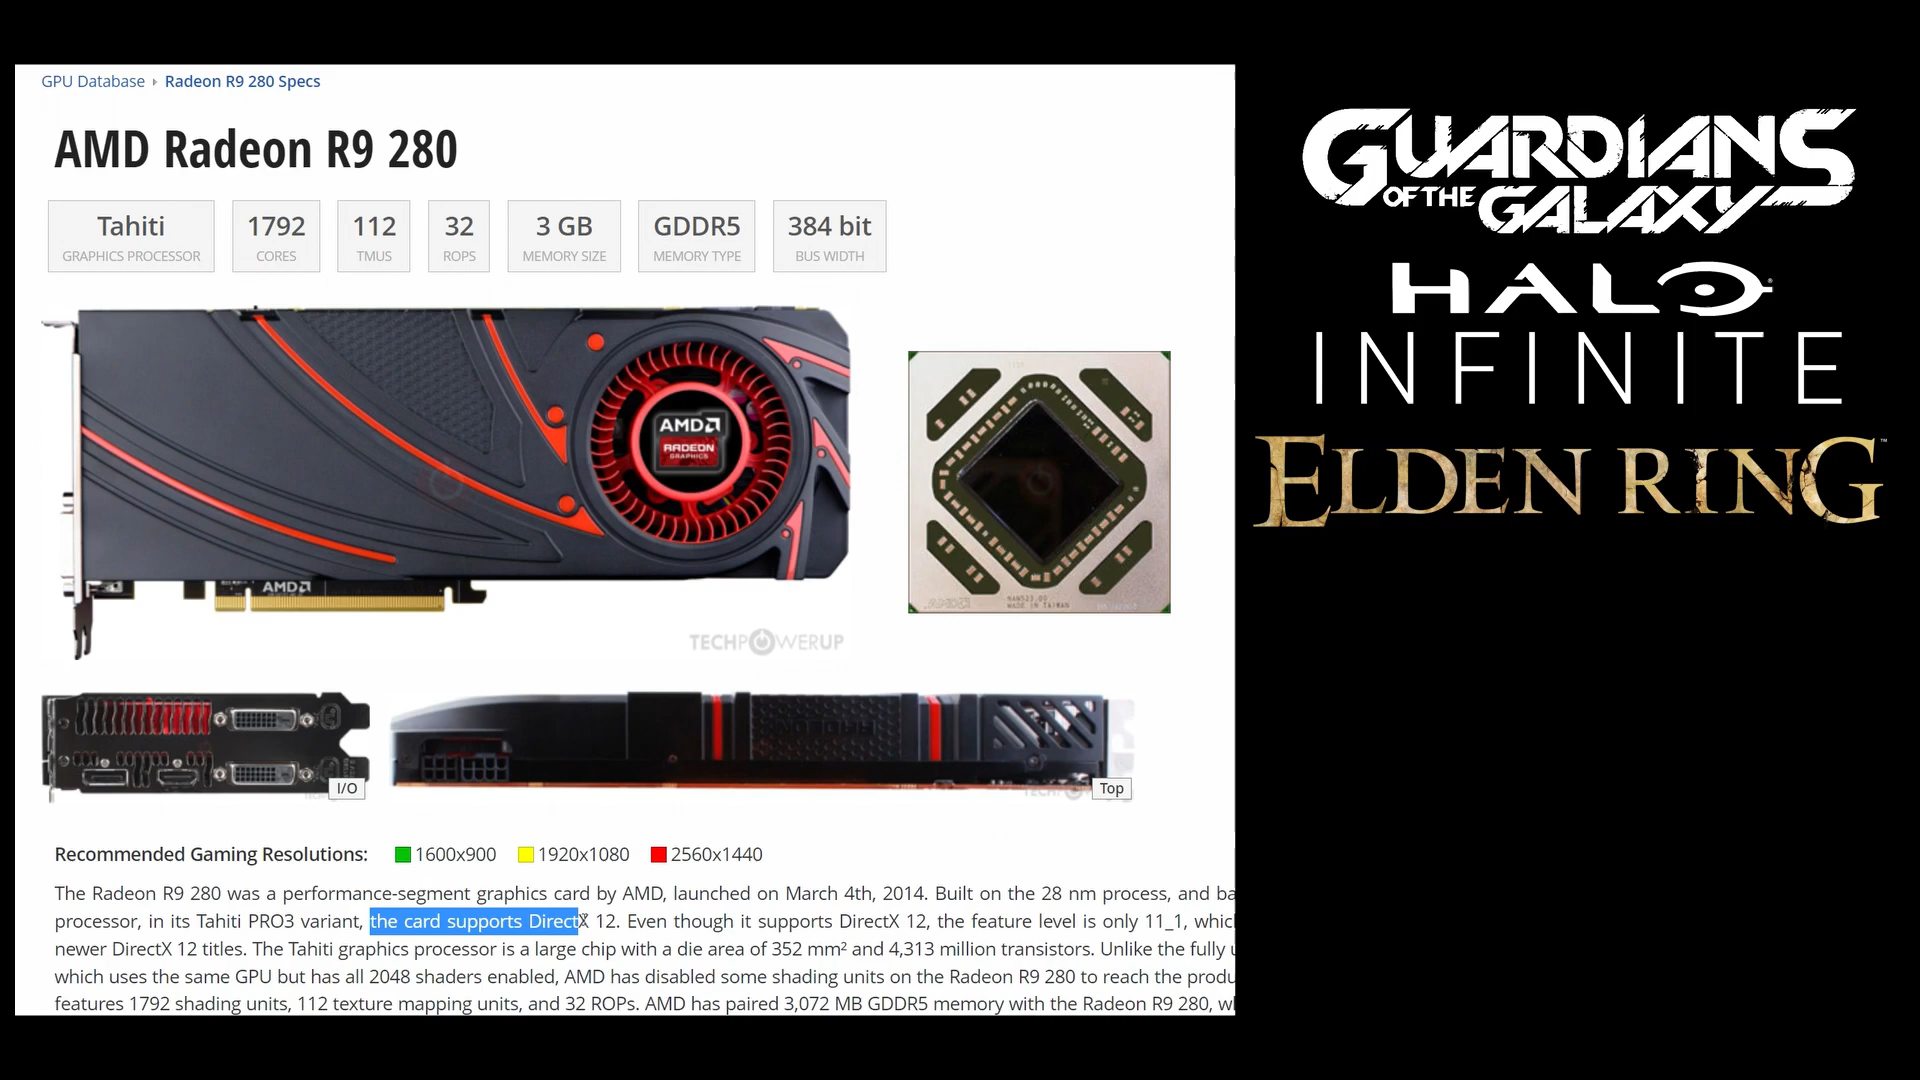 GPU Database ▸ Radeon R9 280 Specs
AMD Radeon R9 280
Tahiti
GRAPHICS PROCESSOR
1792
CORES
112
TMUS
32
ROPS
3 GB
MEMORY SIZE
GDDR5
MEMORY TYPE
384 bit
BUS WIDTH
AMD
RADEON
GRAPHICS
AMD
TECHPOWERUP
AMD
MADE IN TAIWAN
I/O
RADEON
Top
Recommended Gaming Resolutions: 1600x900 1920x1080 2560x1440
The Radeon R9 280 was a performance-segment graphics card by AMD, launched on March 4th, 2014. Built on the 28 nm process, and ba
processor, in its Tahiti PRO3 variant, the card supports DirectX 12. Even though it supports DirectX 12, the feature level is only 11_1, whic
newer DirectX 12 titles. The Tahiti graphics processor is a large chip with a die area of 352 mm² and 4,313 million transistors. Unlike the fully u
which uses the same GPU but has all 2048 shaders enabled, AMD has disabled some shading units on the Radeon R9 280 to reach the produ
features 1792 shading units, 112 texture mapping units, and 32 ROPs. AMD has paired 3,072 MB GDDR5 memory with the Radeon R9 280, w
GUARDIANS
OF THE GALAXY
HALO
INFINITE
ELDEN RING™